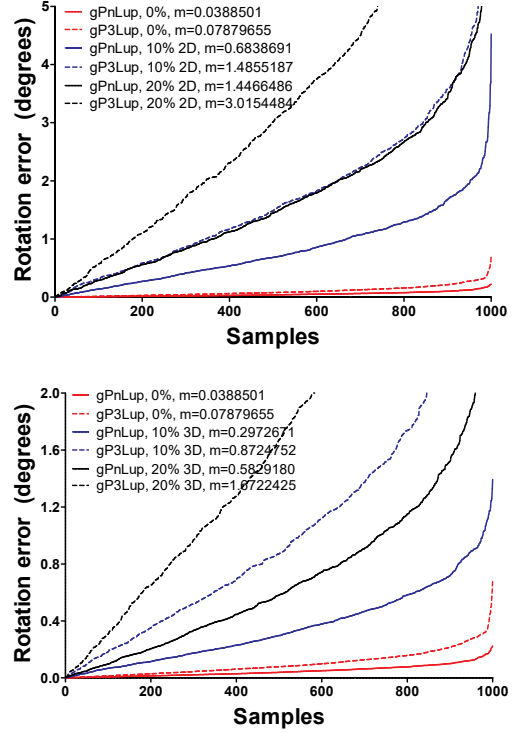 5
4
3
2
1
0
gPnLup, 0%, m=0.0388501
gP3Lup, 0%, m=0.07879655
gPnLup, 10% 2D, m=0.6838691
gP3Lup, 10% 2D, m=1.4855187
gPnLup, 20% 2D, m=1.4466486
gP3Lup, 20% 2D, m=3.0154484
Rotation error (degrees)
0 200 400 600 800 1000
Samples
2.0
1.6
1.2
0.8
0.4
0.0
gPnLup, 0%, m=0.0388501
gP3Lup, 0%, m=0.07879655
gPnLup, 10% 3D, m=0.2972671
gP3Lup, 10% 3D, m=0.8724752
gPnLup, 20% 3D, m=0.5829180
gP3Lup, 20% 3D, m=1.6722425
Rotation error (degrees)
0 200 400 600 800 1000
Samples